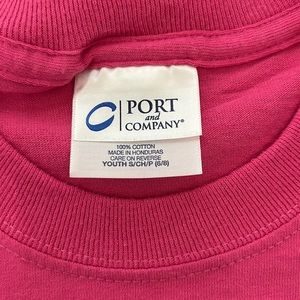 PORT
and
COMPANY®
100% COTTON
MADE IN HONDURAS
CARE ON REVERSE
YOUTH S/CH/P (6/8)